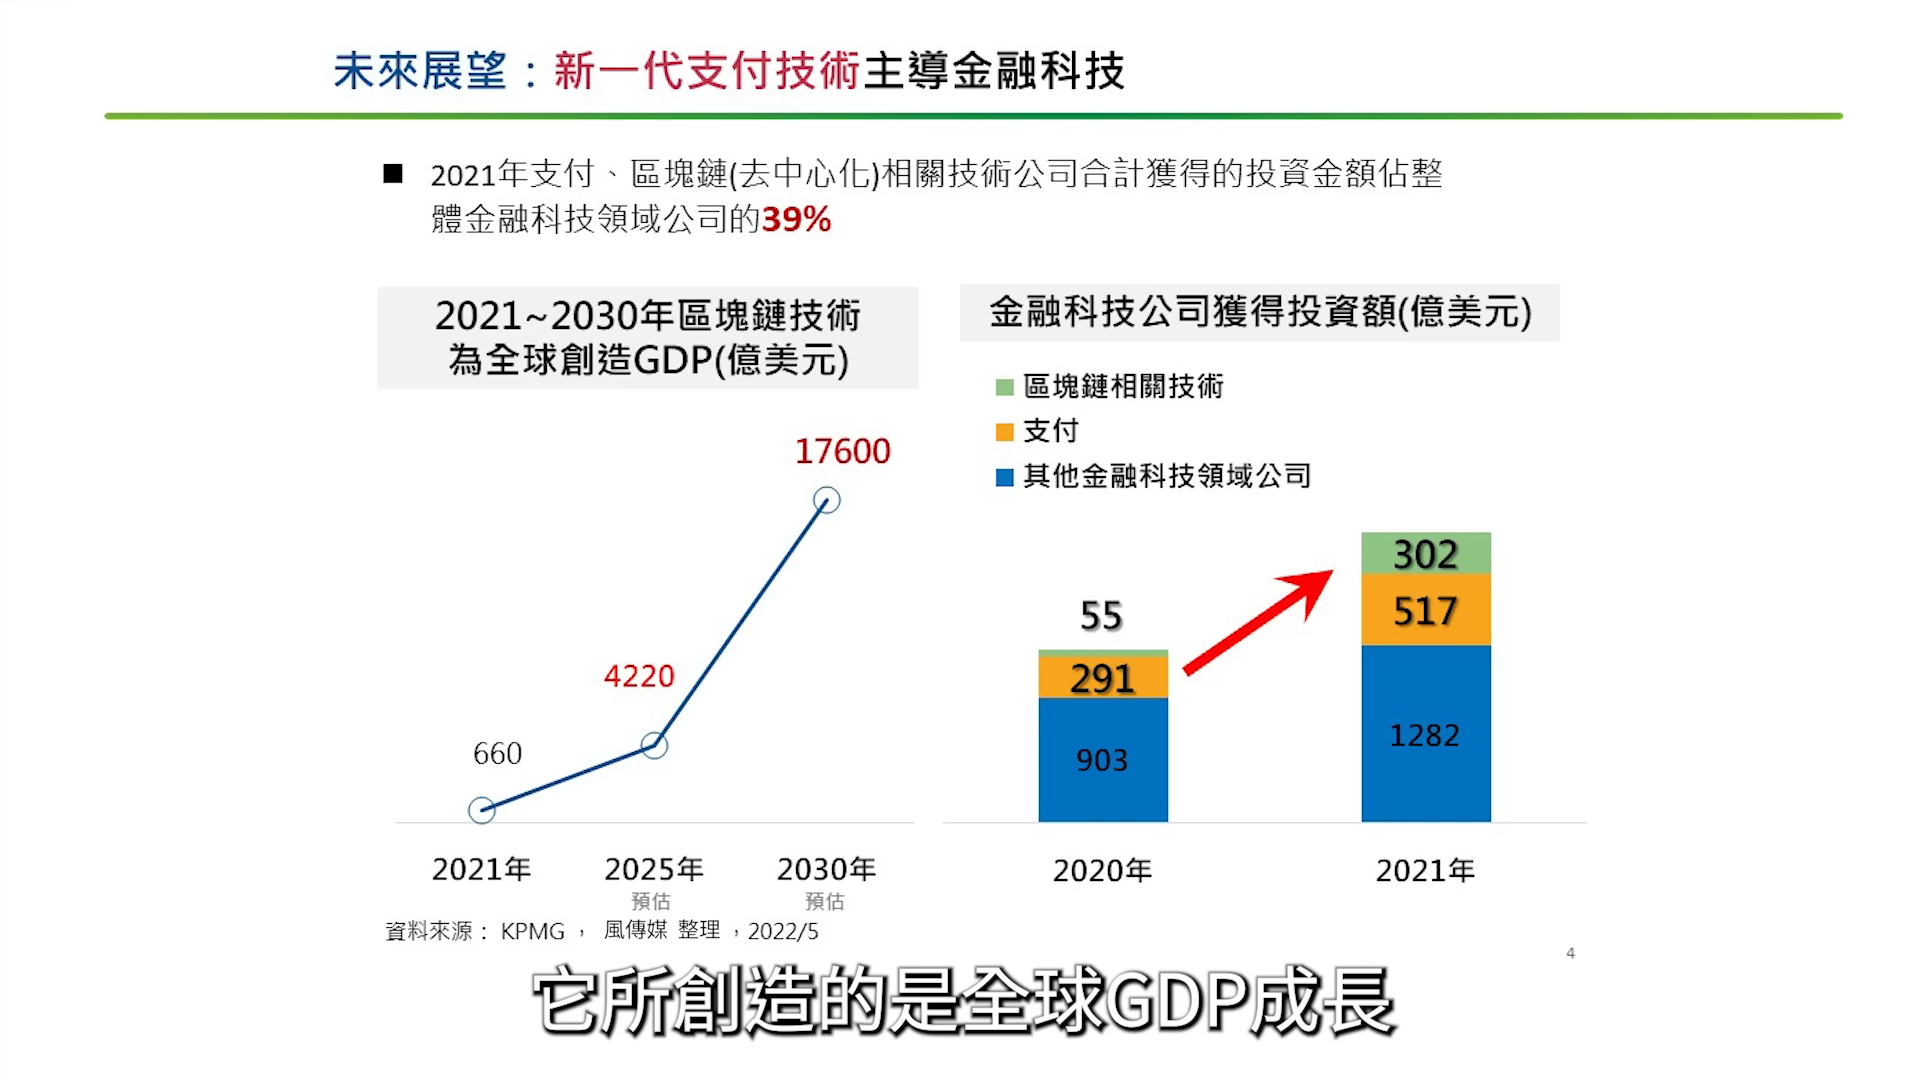 未來展望：新一代支付技術主導金融科技
■ 2021年支付、區塊鏈(去中心化)相關技術公司合計獲得的投資金額佔整
體金融科技領域公司的39%
2021~2030年區塊鏈技術
為全球創造GDP(億美元)
17600
4220
660
2021年 2025年 2030年
預估 預估
金融科技公司獲得投資額(億美元)
區塊鏈相關技術
支付
其他金融科技領域公司
55
291
903
302
517
1282
2020年 2021年
資料來源： KPMG， 風傳媒 整理 ，2022/5
4
它所創造的是全球GDP成長